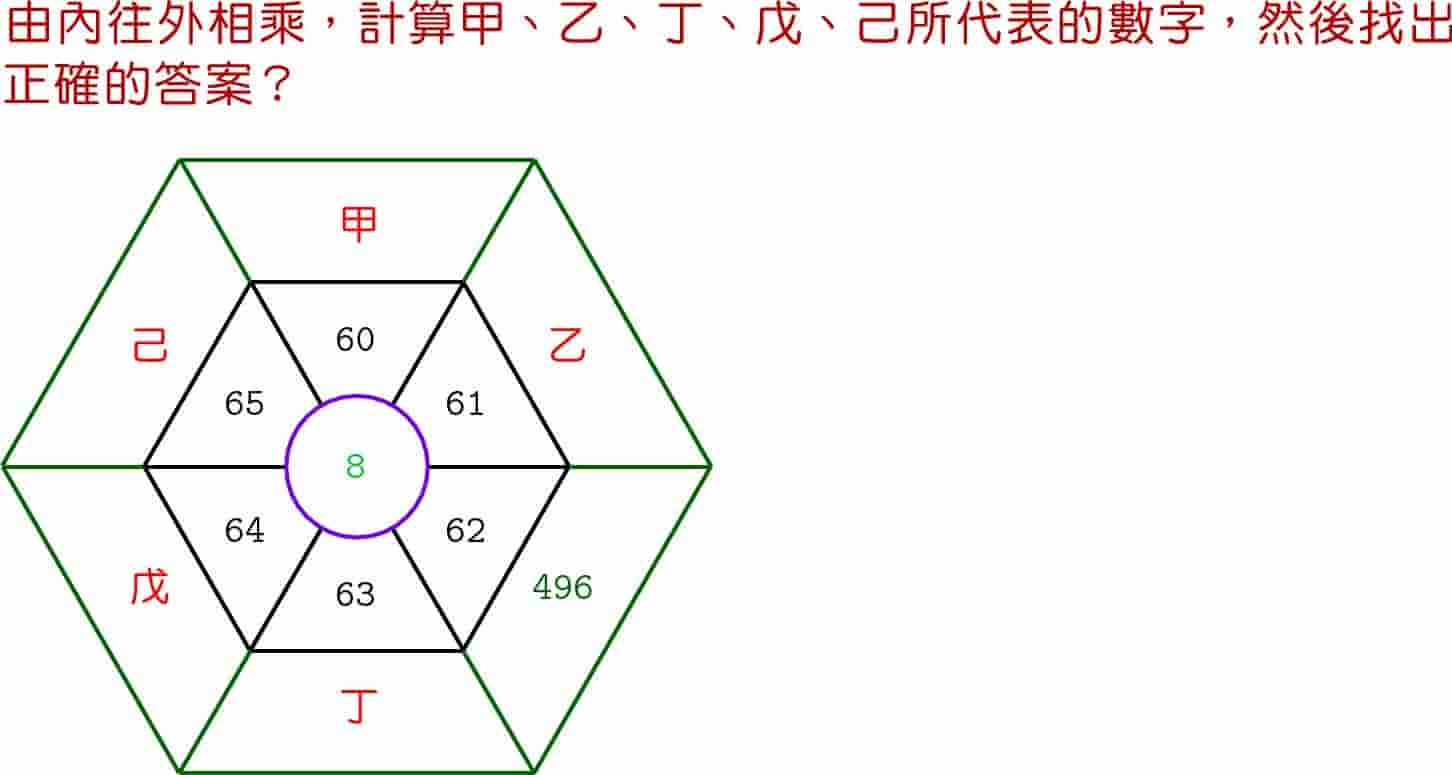 由內往外相乘，計算甲、乙、丁、戊、己所代表的數字，然後找出
正確的答案？
甲
己
60
乙
65
61
8
64
62
戊
63
496
丁